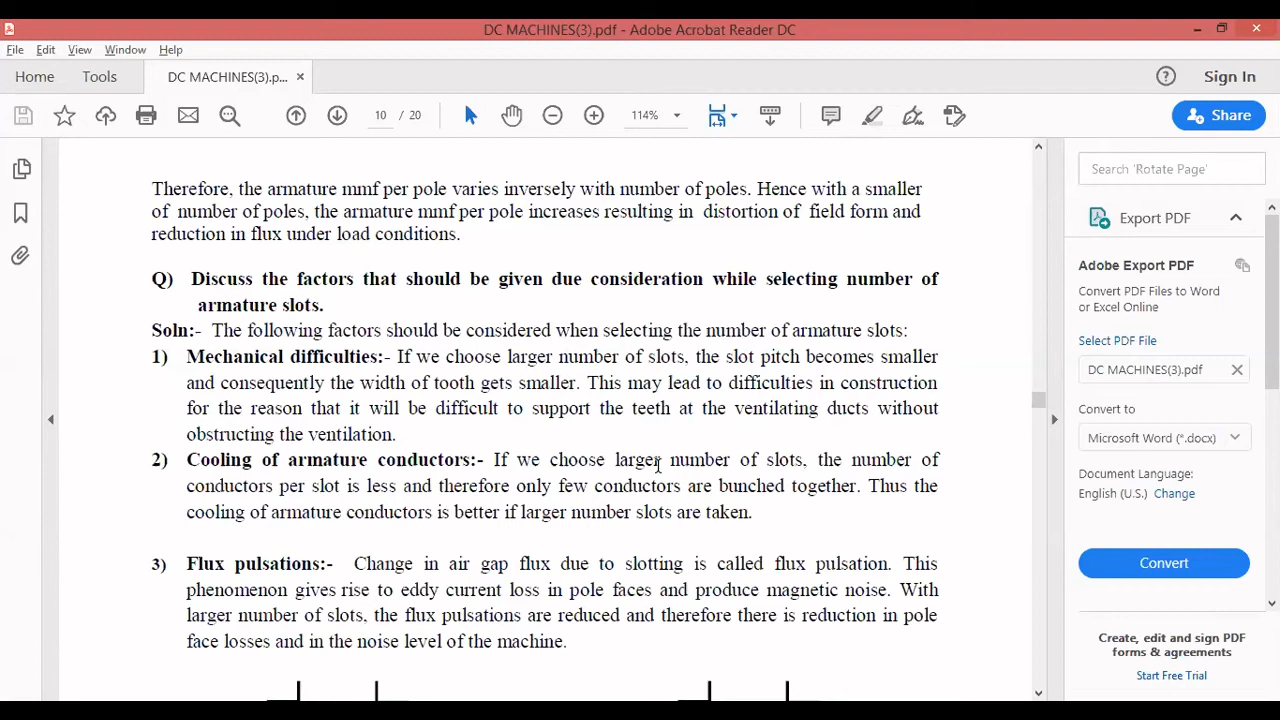 DC MACHINES(3).pdf - Adobe Acrobat Reader DC
File Edit View Window Help
Home Tools DC MACHINES(3).p... × Sign In
10 / 20 114% Share
Therefore, the armature mmf per pole varies inversely with number of poles. Hence with a smaller
of number of poles, the armature mmf per pole increases resulting in distortion of field form and
reduction in flux under load conditions.
Q) Discuss the factors that should be given due consideration while selecting number of
armature slots.
Soln:- The following factors should be considered when selecting the number of armature slots:
1) Mechanical difficulties:- If we choose larger number of slots, the slot pitch becomes smaller
and consequently the width of tooth gets smaller. This may lead to difficulties in construction
for the reason that it will be difficult to support the teeth at the ventilating ducts without
obstructing the ventilation.
2) Cooling of armature conductors:- If we choose larger number of slots, the number of
conductors per slot is less and therefore only few conductors are bunched together. Thus the
cooling of armature conductors is better if larger number slots are taken.
3) Flux pulsations:- Change in air gap flux due to slotting is called flux pulsation. This
phenomenon gives rise to eddy current loss in pole faces and produce magnetic noise. With
larger number of slots, the flux pulsations are reduced and therefore there is reduction in pole
face losses and in the noise level of the machine.
Search 'Rotate Page'
Export PDF
Adobe Export PDF
Convert PDF Files to Word
or Excel Online
Select PDF File
DC MACHINES(3).pdf ×
Convert to
Microsoft Word (*.docx)
Document Language:
English (U.S.) Change
Convert
Create, edit and sign PDF
forms & agreements
Start Free Trial